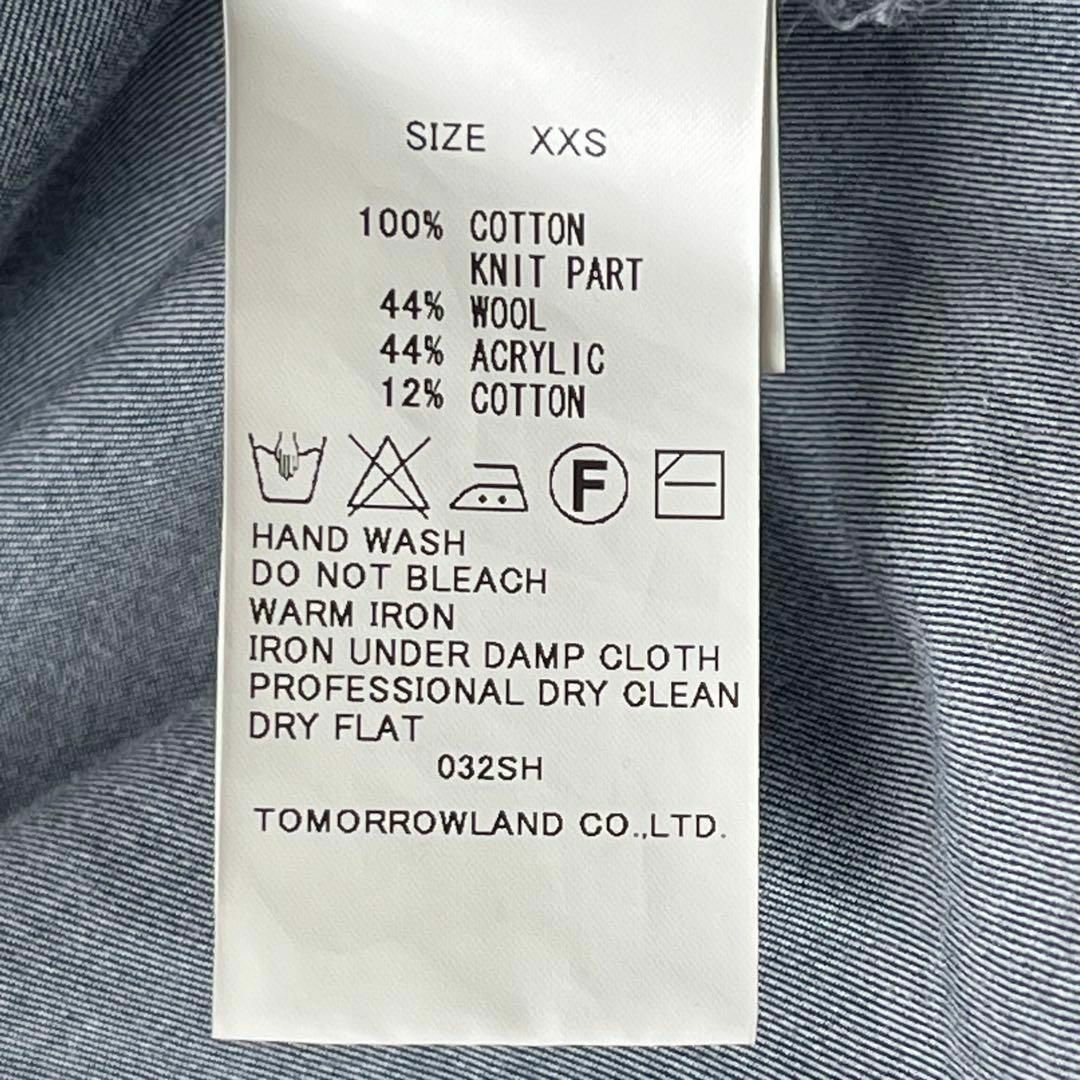 SIZE XXS
100% COTTON
KNIT PART
44% WOOL
44% ACRYLIC
12% COTTON
F
HAND WASH
DO NOT BLEACH
WARM IRON
IRON UNDER DAMP CLOTH
PROFESSIONAL DRY CLEAN
DRY FLAT
032SH
TOMORROWLAND CO.,LTD.